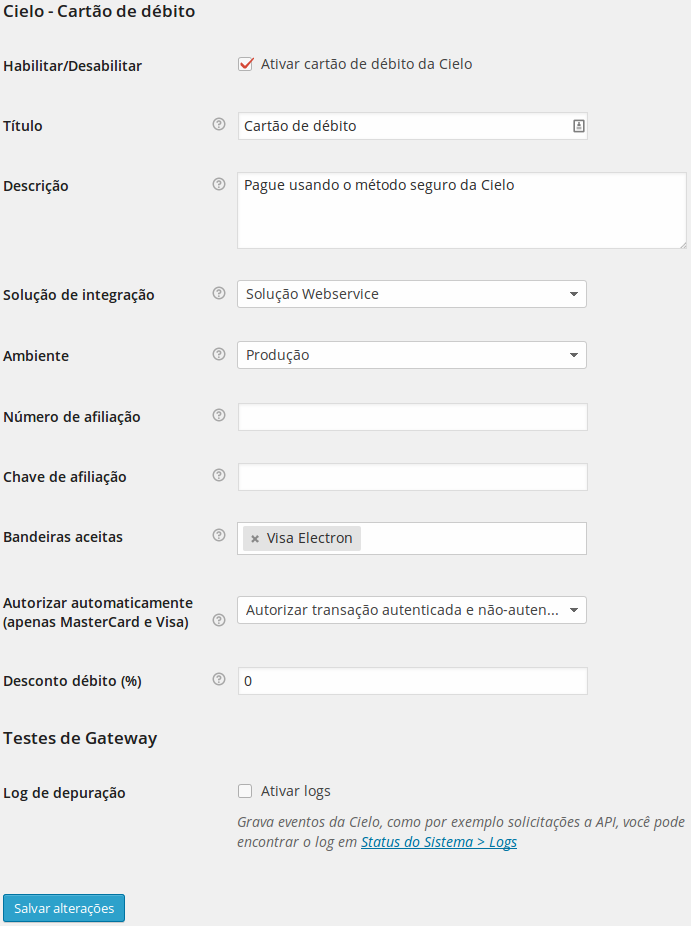 Cielo - Cartão de débito
Habilitar/Desabilitar
Ativar cartão de débito da Cielo
Título
Cartão de débito
Descrição
Pague usando o método seguro da Cielo
Solução de integração
Solução Webservice
Ambiente
Produção
Número de afiliação
Chave de afiliação
Bandeiras aceitas
× Visa Electron
Autorizar automaticamente
(apenas MasterCard e Visa)
Autorizar transação autenticada e não-auten...
Desconto débito (%)
0
Testes de Gateway
Log de depuração
Ativar logs
Grava eventos da Cielo, como por exemplo solicitações a API, você pode
encontrar o log em Status do Sistema > Logs
Salvar alterações